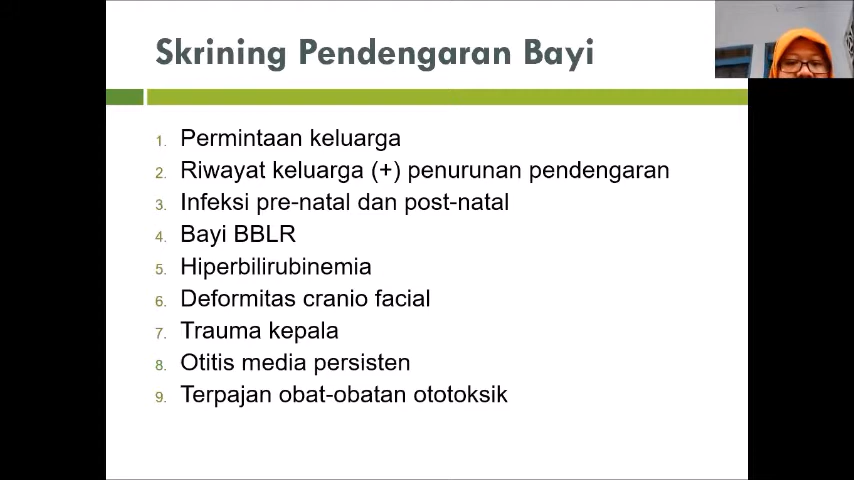 Skrining Pendengaran Bayi
1. Permintaan keluarga
2. Riwayat keluarga (+) penurunan pendengaran
3. Infeksi pre-natal dan post-natal
4. Bayi BBLR
5. Hiperbilirubinemia
6. Deformitas cranio facial
7. Trauma kepala
8. Otitis media persisten
9. Terpajan obat-obatan ototoksik